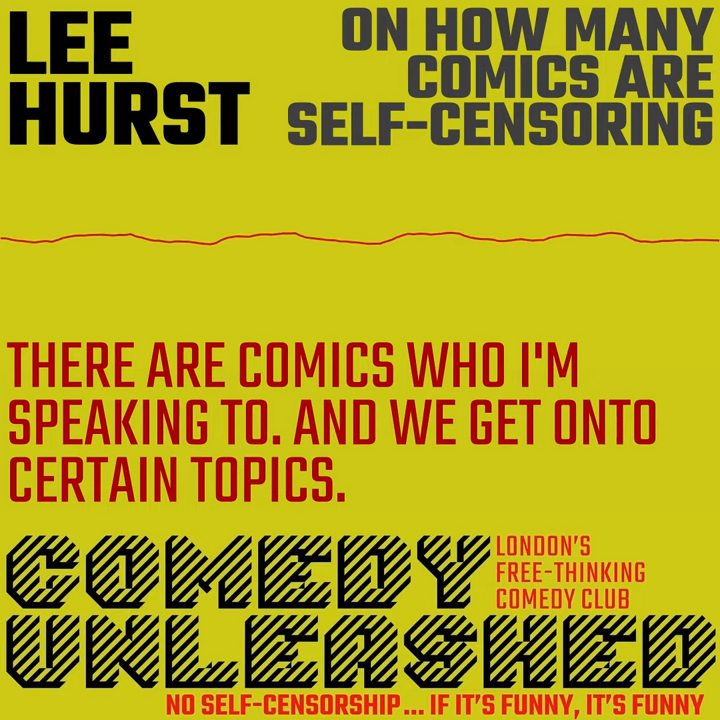 LEE
HURST
ON HOW MANY
COMICS ARE
SELF-CENSORING
THERE ARE COMICS WHO I'M
SPEAKING TO. AND WE GET ONTO
CERTAIN TOPICS.
COMEDY
UNLEASHED
LONDON'S
FREE-THINKING
COMEDY CLUB
NO SELF-CENSORSHIP... IF IT'S FUNNY, IT'S FUNNY